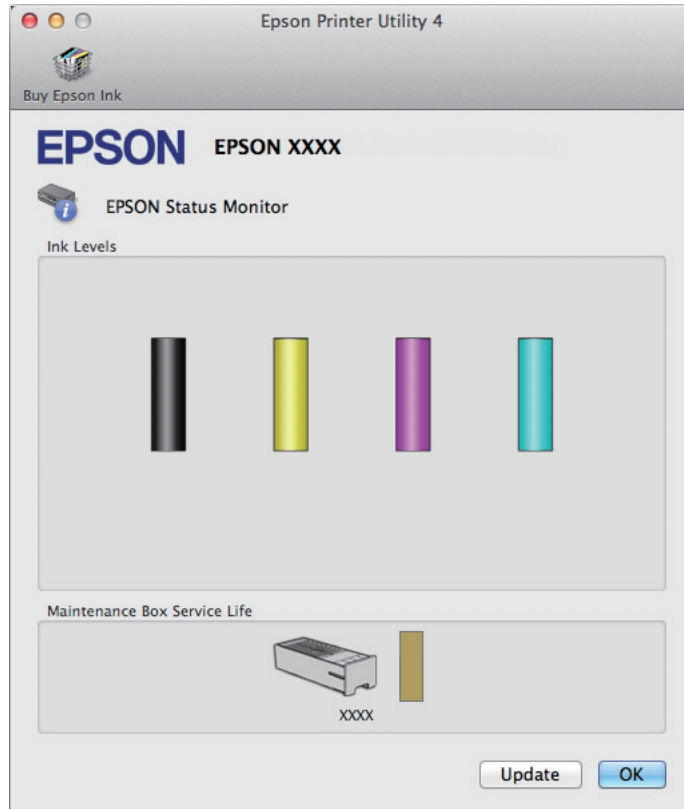 Epson Printer Utility 4
Buy Epson Ink
EPSON EPSON XXXX
EPSON Status Monitor
Ink Levels
Maintenance Box Service Life
XXXX
Update OK